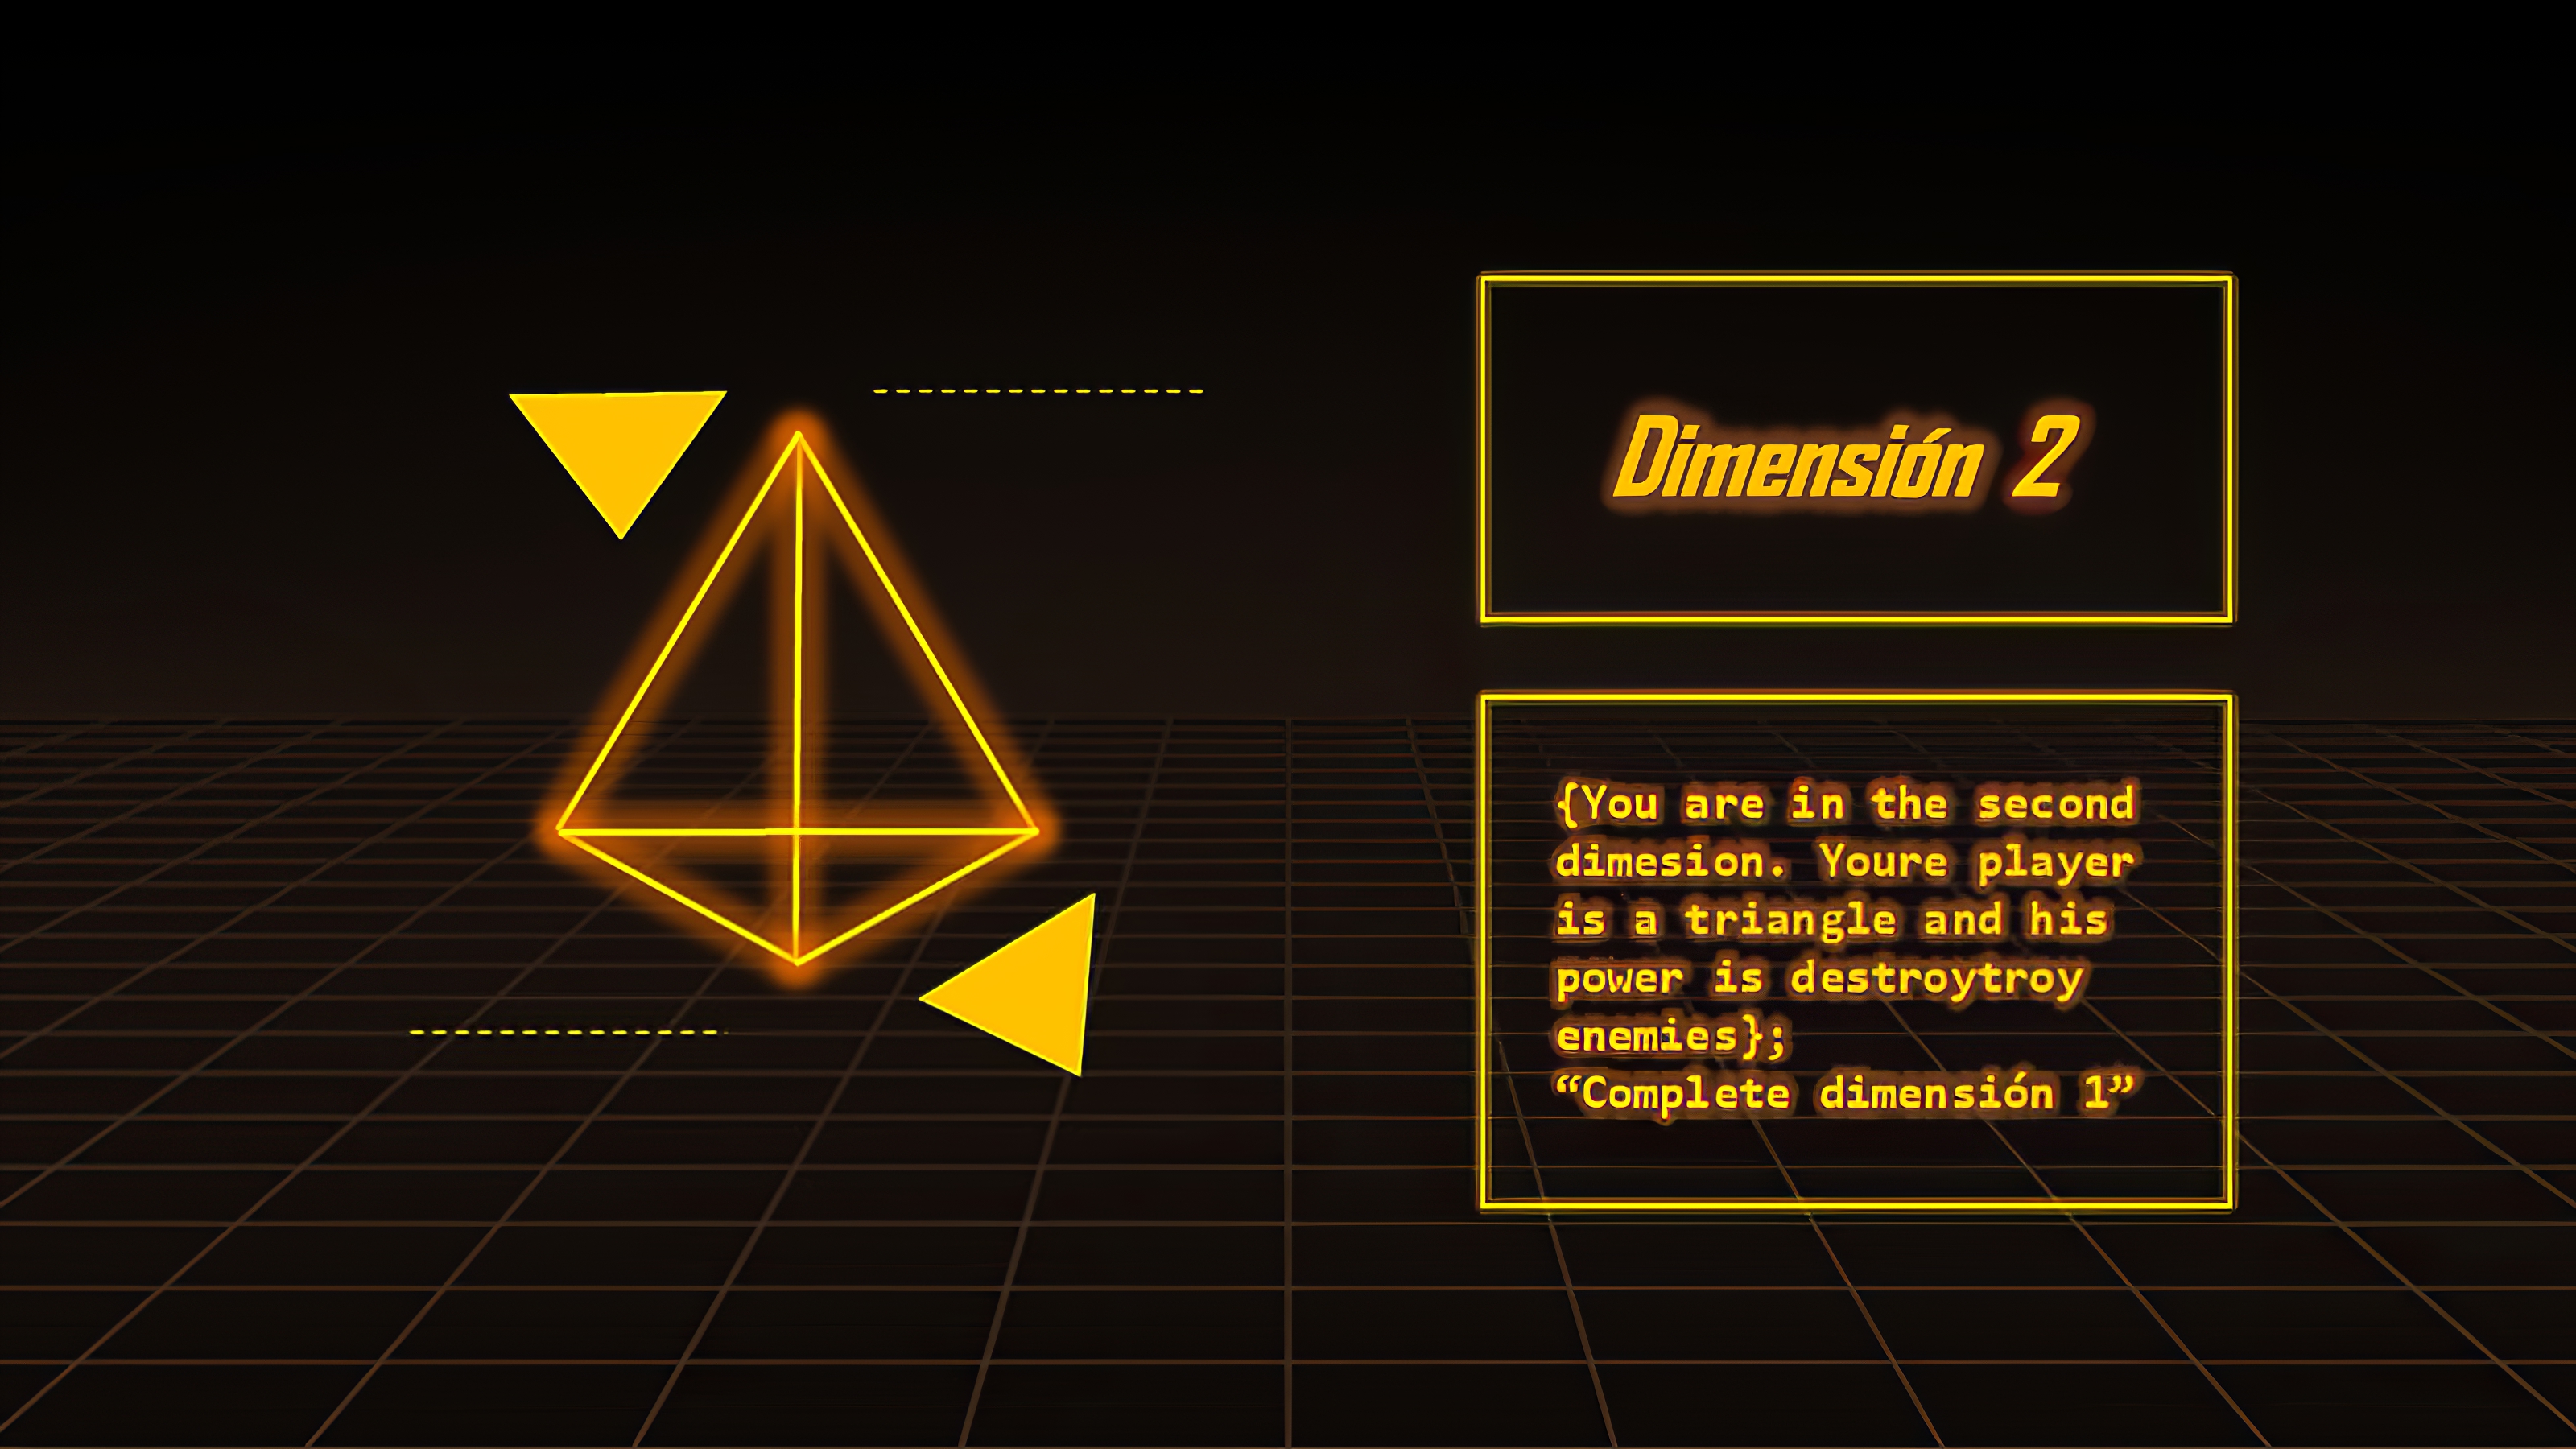 Dimensión 2
{You are in the second
dimesion. Youre player
is a triangle and his
power is destroytroy
enemies};
“Complete dimensión 1”